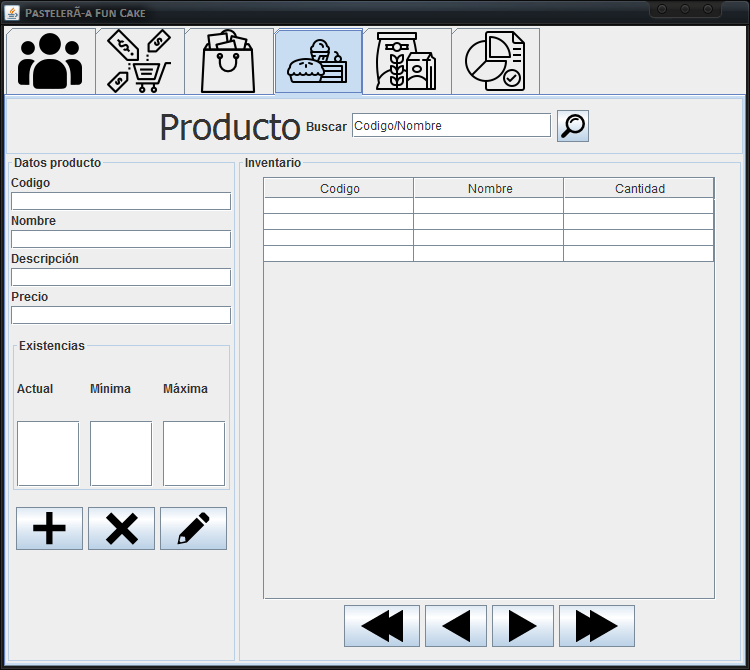 PastelerÃ-a Fun Cake
Producto
Buscar Codigo/Nombre
Datos producto
Codigo
Nombre
Descripción
Precio
Existencias
Actual Mínima Máxima
Inventario
Codigo Nombre Cantidad